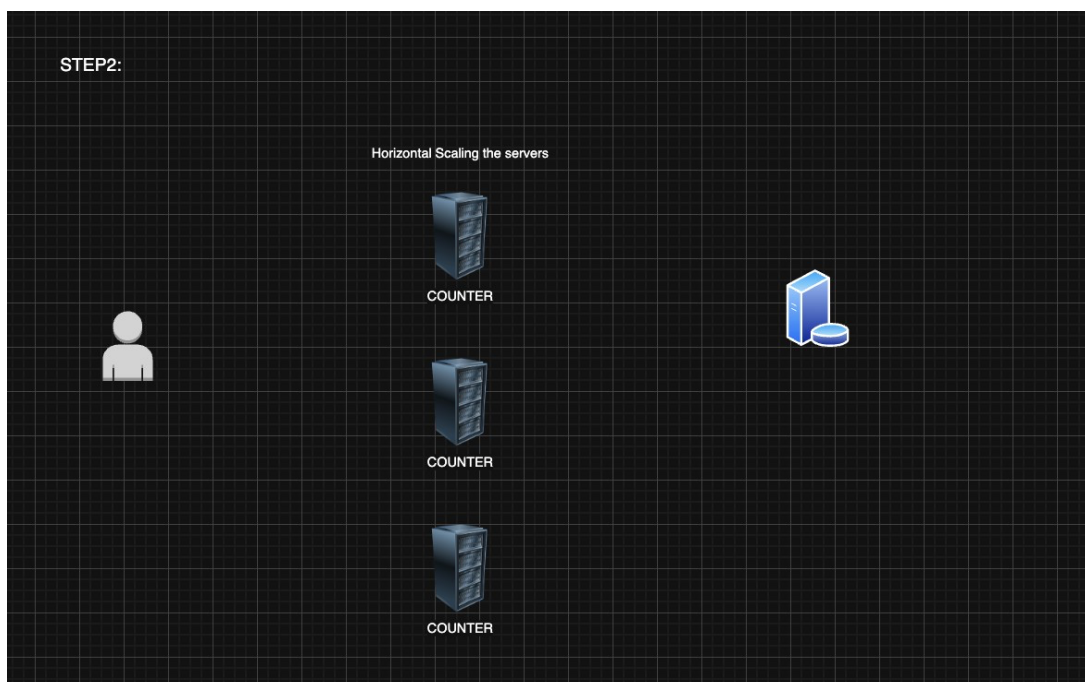 STEP2:
Horizontal Scaling the servers
COUNTER
COUNTER
COUNTER